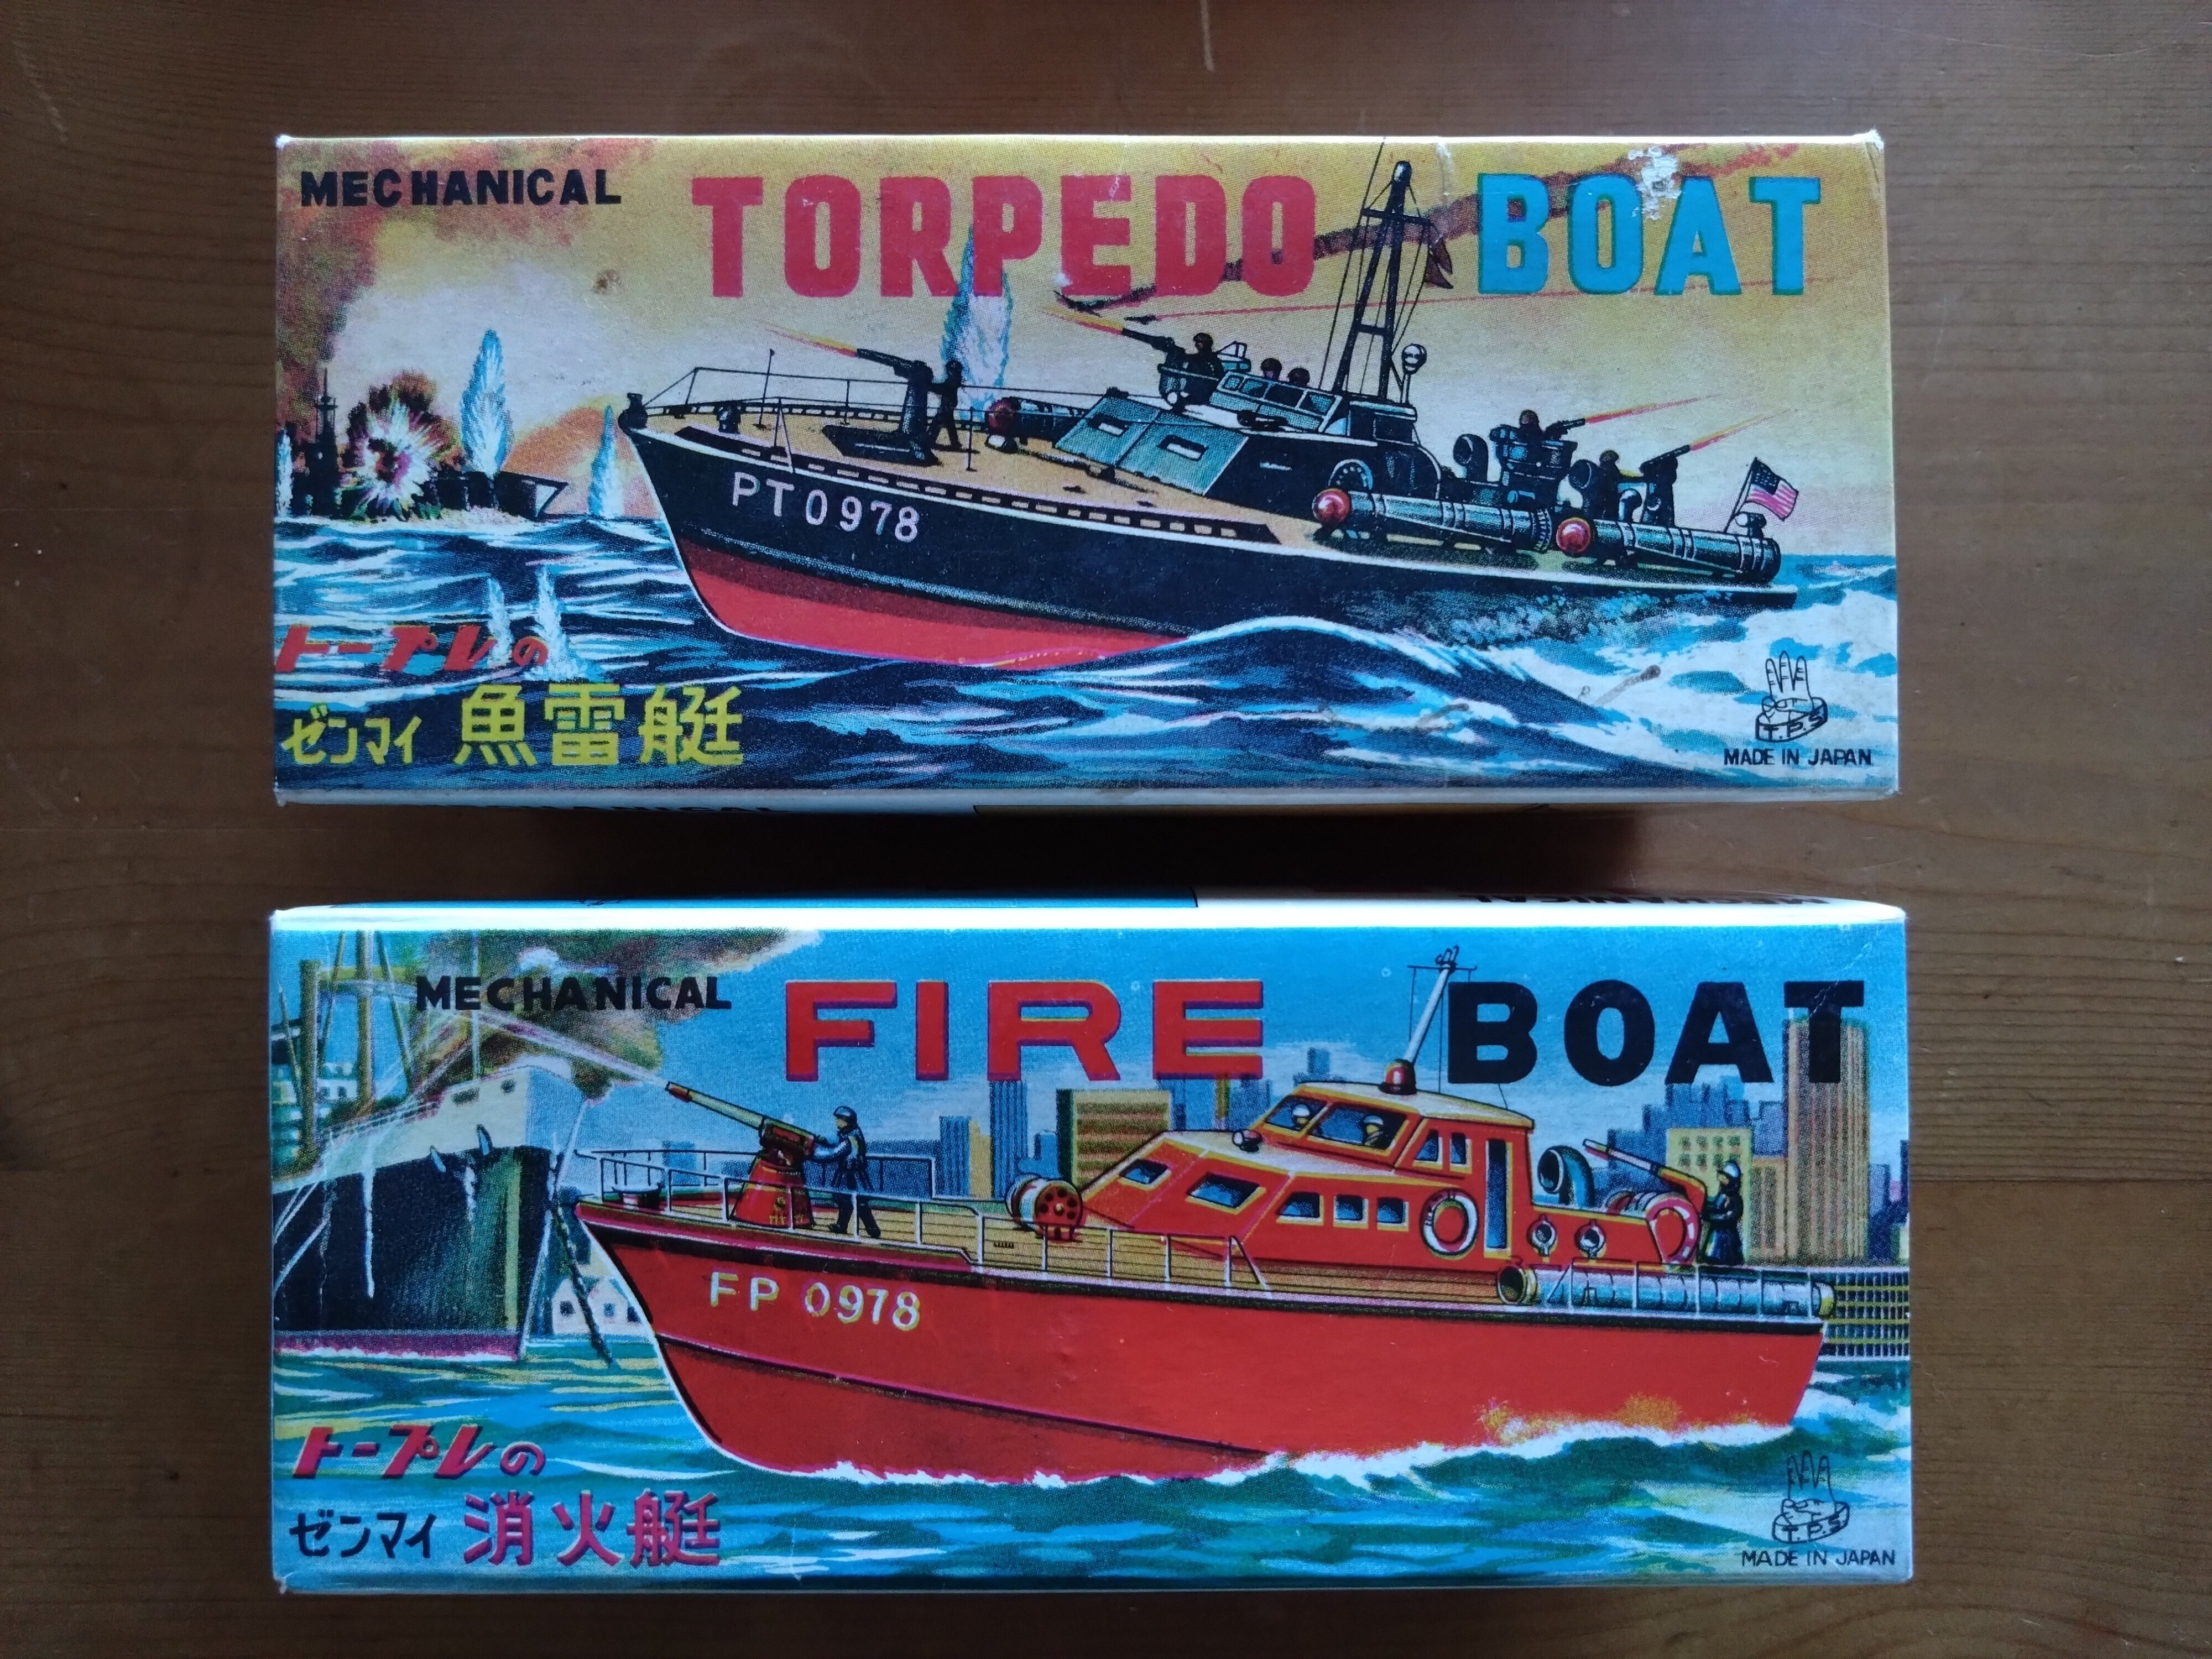 MECHANICAL TORPEDO BOAT
PT0978
トープレの
ゼンマイ 魚雷艇
T.P.S
MADE IN JAPAN
MECHANICAL
MECHANICAL FIRE BOAT
FP 0978
トープレの
ゼンマイ 消火艇
T.P.S
MADE IN JAPAN